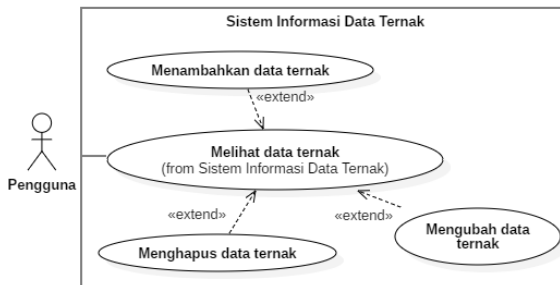 Sistem Informasi Data Ternak
Menambahkan data ternak
«extend»
Melihat data ternak
(from Sistem Informasi Data Ternak)
Pengguna
«extend»
«extend»
Mengubah data
ternak
Menghapus data ternak